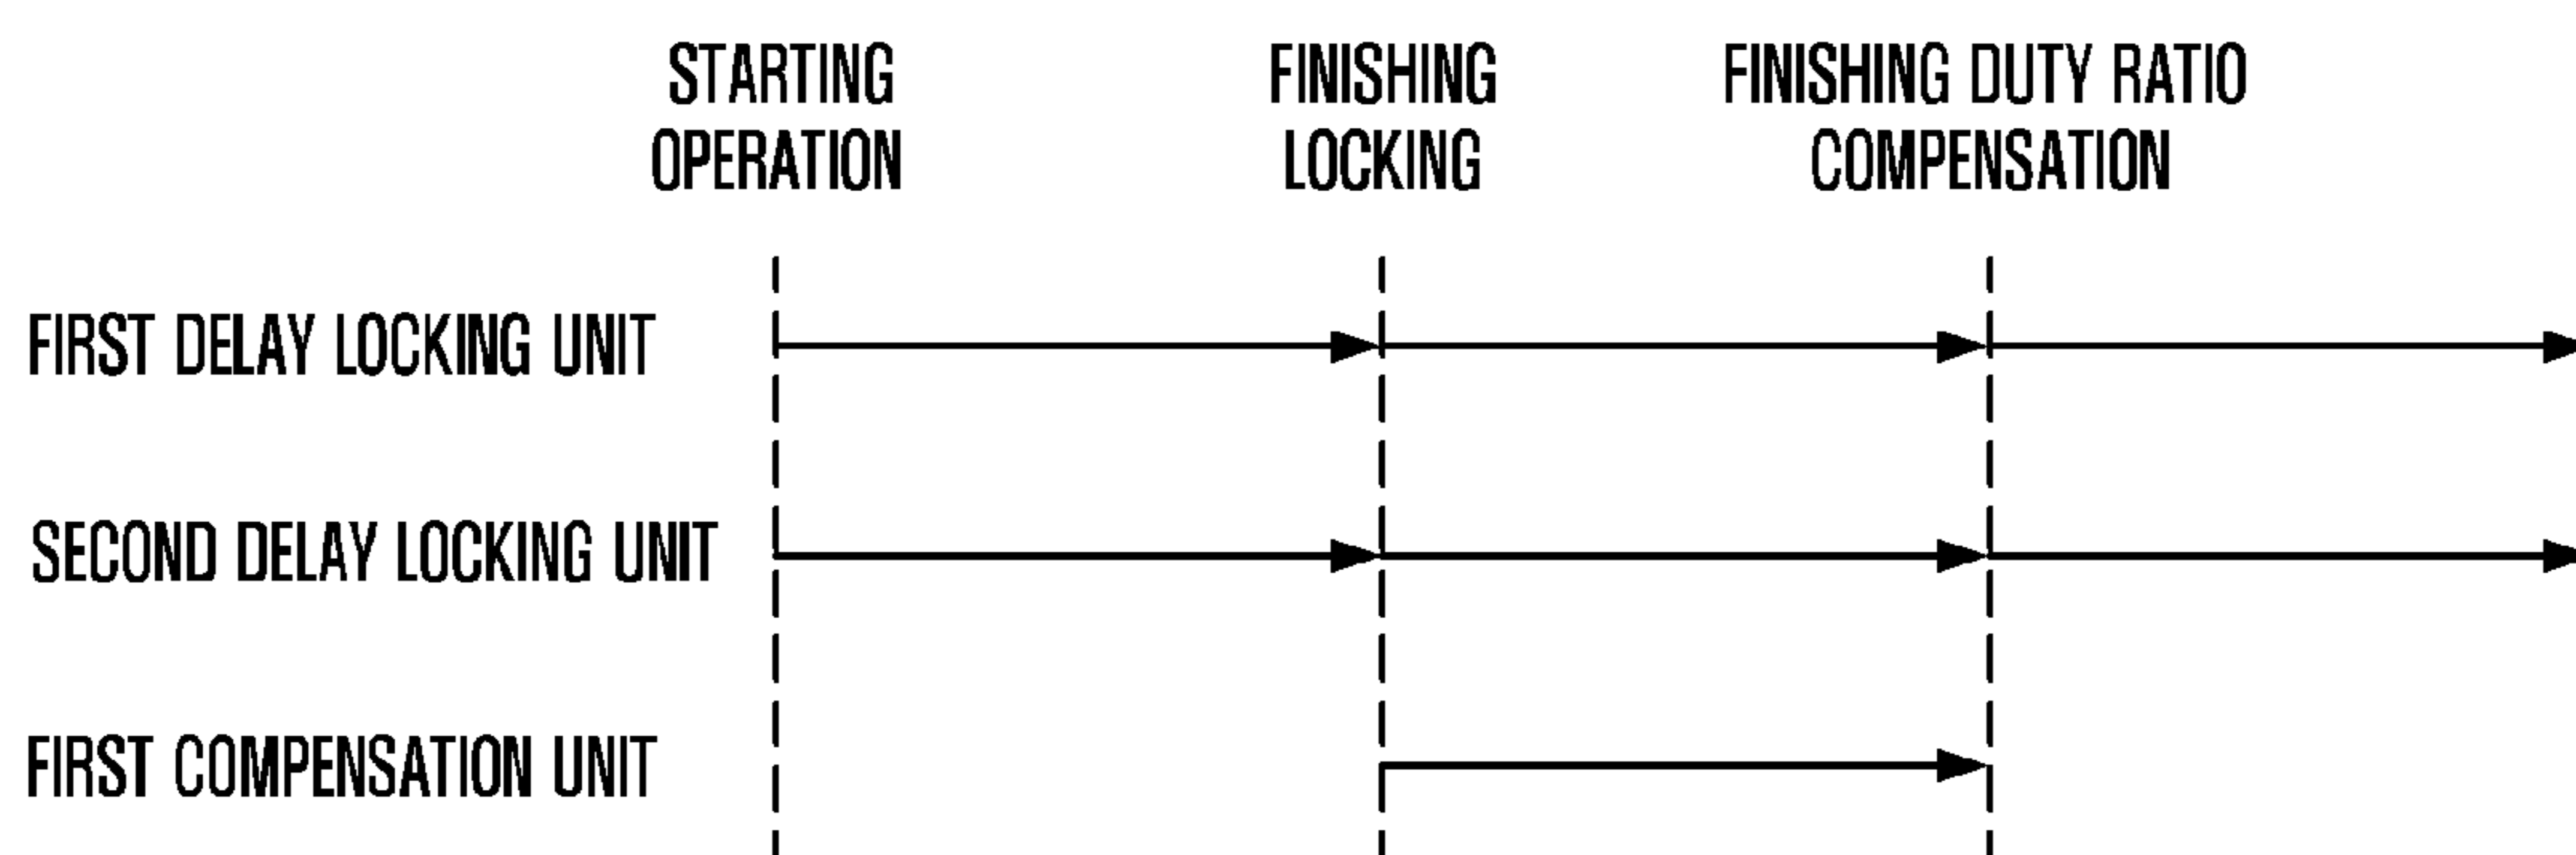 STARTING
OPERATION
FINISHING
LOCKING
FINISHING DUTY RATIO
COMPENSATION
FIRST DELAY LOCKING UNIT
SECOND DELAY LOCKING UNIT
FIRST COMPENSATION UNIT